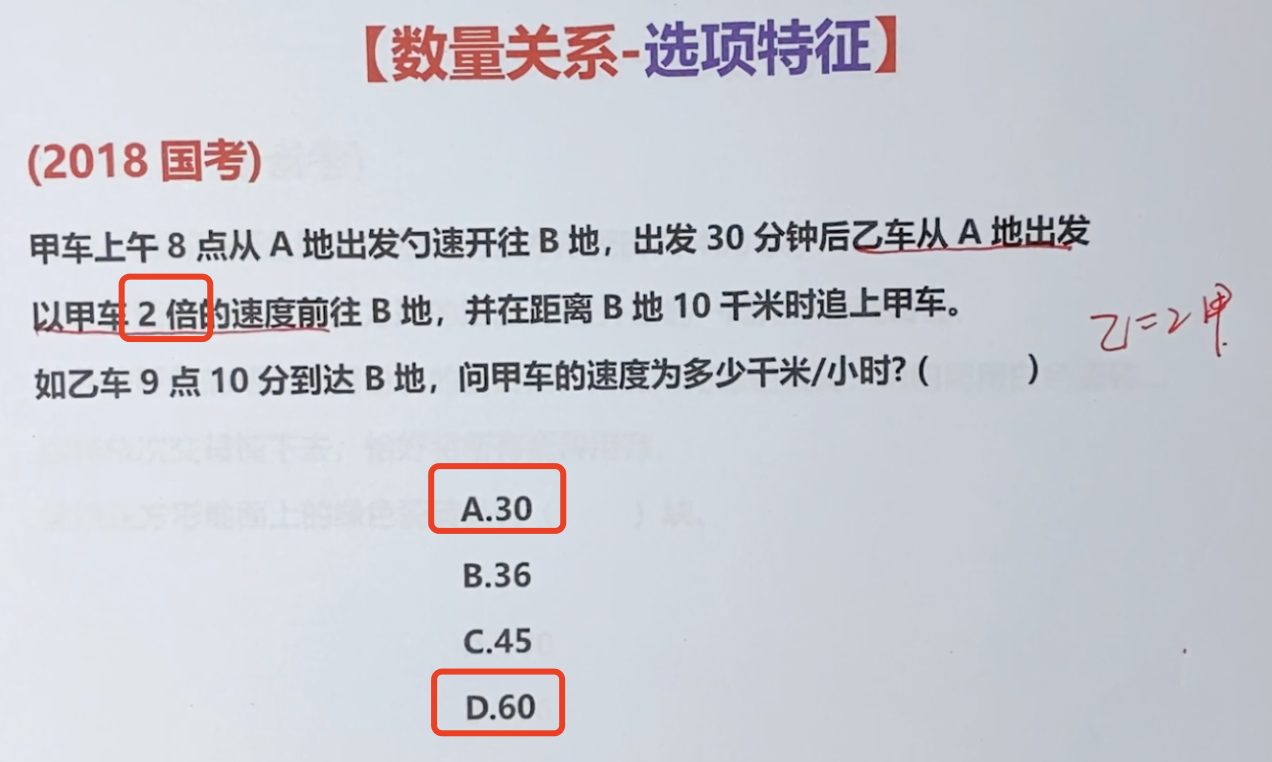 【数量关系-选项特征】
(2018 国考)
甲车上午 8 点从 A 地出发匀速开往 B 地，出发 30 分钟后乙车从 A 地出发
以甲车 2 倍的速度前往 B 地，并在距离 B 地 10 千米时追上甲车。
乙=2甲
如乙车 9 点 10 分到达 B 地，问甲车的速度为多少千米/小时?(　　)
A.30
B.36
C.45
D.60